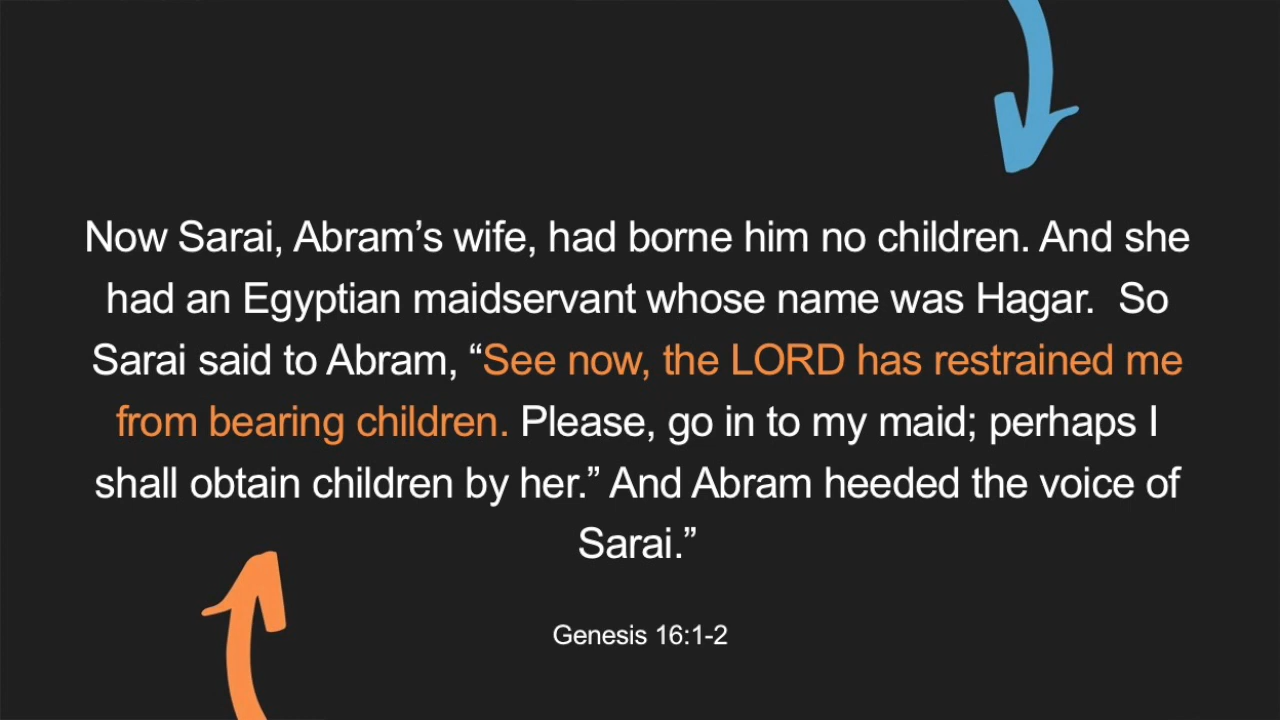 Now Sarai, Abram’s wife, had borne him no children. And she
had an Egyptian maidservant whose name was Hagar.  So
Sarai said to Abram, “See now, the LORD has restrained me
from bearing children. Please, go in to my maid; perhaps I
shall obtain children by her.” And Abram heeded the voice of
Sarai.”
Genesis 16:1-2